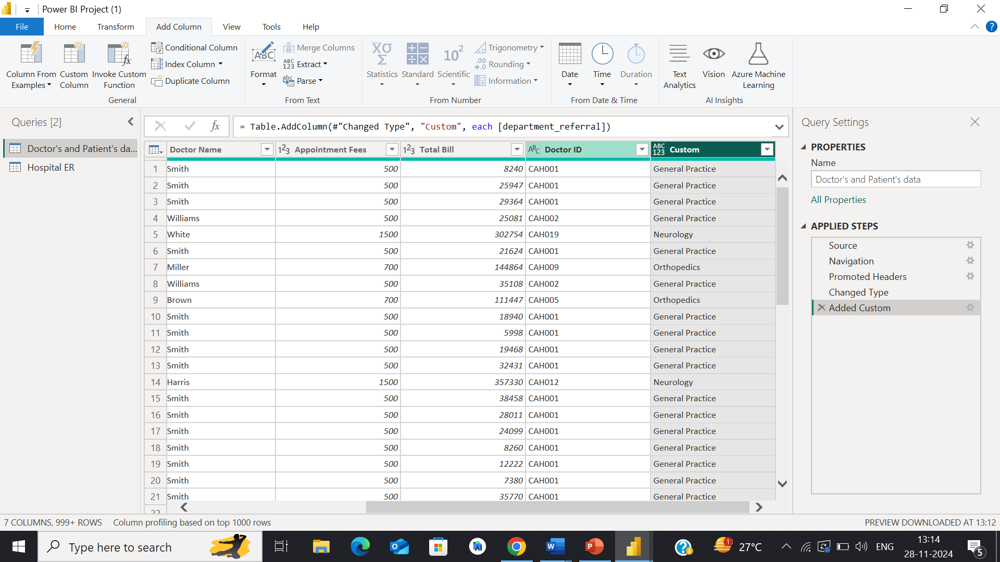 Power BI Project (1)
File Home Transform Add Column View Tools Help
Column From Examples
Custom Column
Invoke Custom Function
Conditional Column
Index Column
Duplicate Column
General
Format
Merge Columns
Extract
Parse
From Text
Statistics
Standard
Scientific
Trigonometry
Rounding
Information
From Number
Date
Time
Duration
From Date & Time
Text Analytics
Vision
Azure Machine Learning
AI Insights
Queries [2]
Doctor's and Patient's da...
Hospital ER
= Table.AddColumn(#"Changed Type", "Custom", each [department_referral])
Doctor Name 123 Appointment Fees 123 Total Bill ABC Doctor ID ABC 123 Custom
1 Smith 500 8240 CAH001 General Practice
2 Smith 500 25947 CAH001 General Practice
3 Smith 500 29364 CAH001 General Practice
4 Williams 500 25081 CAH002 General Practice
5 White 1500 302754 CAH019 Neurology
6 Smith 500 21624 CAH001 General Practice
7 Miller 700 144864 CAH009 Orthopedics
8 Williams 500 35108 CAH002 General Practice
9 Brown 700 111447 CAH005 Orthopedics
10 Smith 500 18940 CAH001 General Practice
11 Smith 500 5998 CAH001 General Practice
12 Smith 500 19468 CAH001 General Practice
13 Smith 500 32431 CAH001 General Practice
14 Harris 1500 357330 CAH012 Neurology
15 Smith 500 38458 CAH001 General Practice
16 Smith 500 28011 CAH001 General Practice
17 Smith 500 24099 CAH001 General Practice
18 Smith 500 8260 CAH001 General Practice
19 Smith 500 12222 CAH001 General Practice
20 Smith 500 7380 CAH001 General Practice
21 Smith 500 35770 CAH001 General Practice
22
Query Settings
PROPERTIES
Name
Doctor's and Patient's data
All Properties
APPLIED STEPS
Source
Navigation
Promoted Headers
Changed Type
Added Custom
7 COLUMNS, 999+ ROWS Column profiling based on top 1000 rows
PREVIEW DOWNLOADED AT 13:12
Type here to search
1
27°C
ENG
13:14
28-11-2024
5